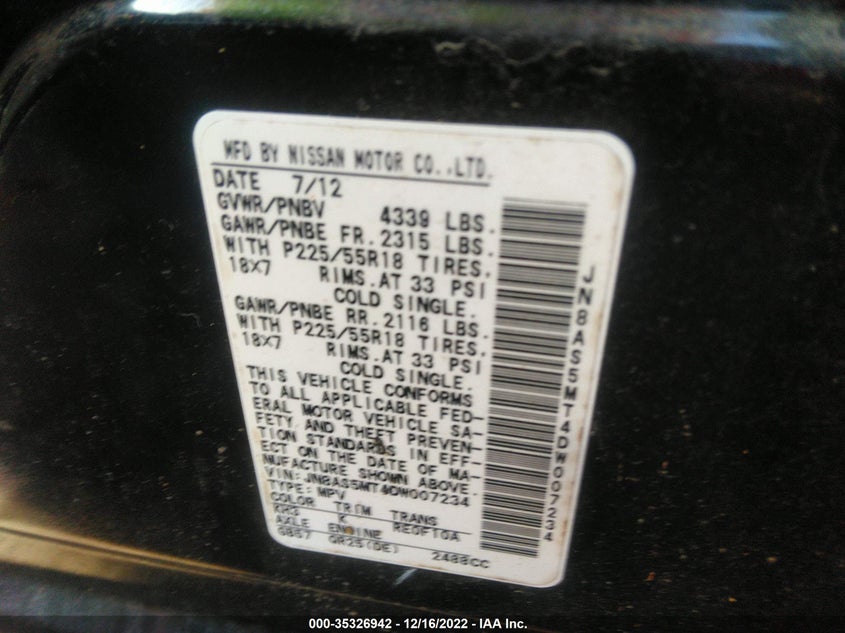 MFD BY NISSAN MOTOR CO.,LTD.
DATE 7/12
GVWR/PNBV 4339 LBS.
GAWR/PNBE FR. 2315 LBS.
WITH P225/55R18 TIRES.
18X7 RIMS.AT 33 PSI
COLD SINGLE.
GAWR/PNBE RR. 2116 LBS.
WITH P225/55R18 TIRES.
18X7 RIMS.AT 33 PSI
COLD SINGLE.
THIS VEHICLE CONFORMS
TO ALL APPLICABLE FED-
ERAL MOTOR VEHICLE SA-
FETY AND THEFT PREVEN-
TION STANDARDS IN EFF-
ECT ON THE DATE OF MA-
NUFACTURE SHOWN ABOVE.
VIN: JN8AS5MT4DW007234
TYPE: MPV
COLOR TRIM TRANS
KH3 K RE0F10A
AXLE ENGINE
GB57 QR25(DE) 2488CC
JN8AS5MT4DW007234
000-35326942 - 12/16/2022 - IAA Inc.